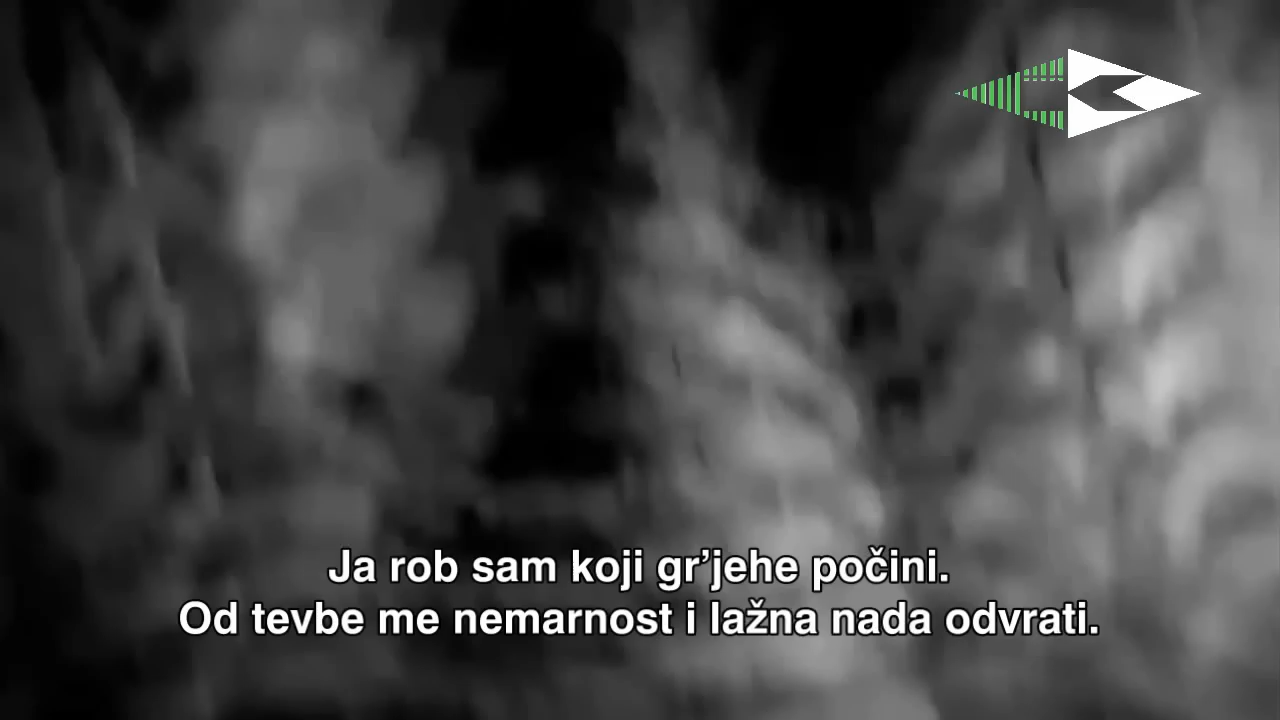 Ja rob sam koji gr’jehe počini.
Od tevbe me nemarnost i lažna nada odvrati.